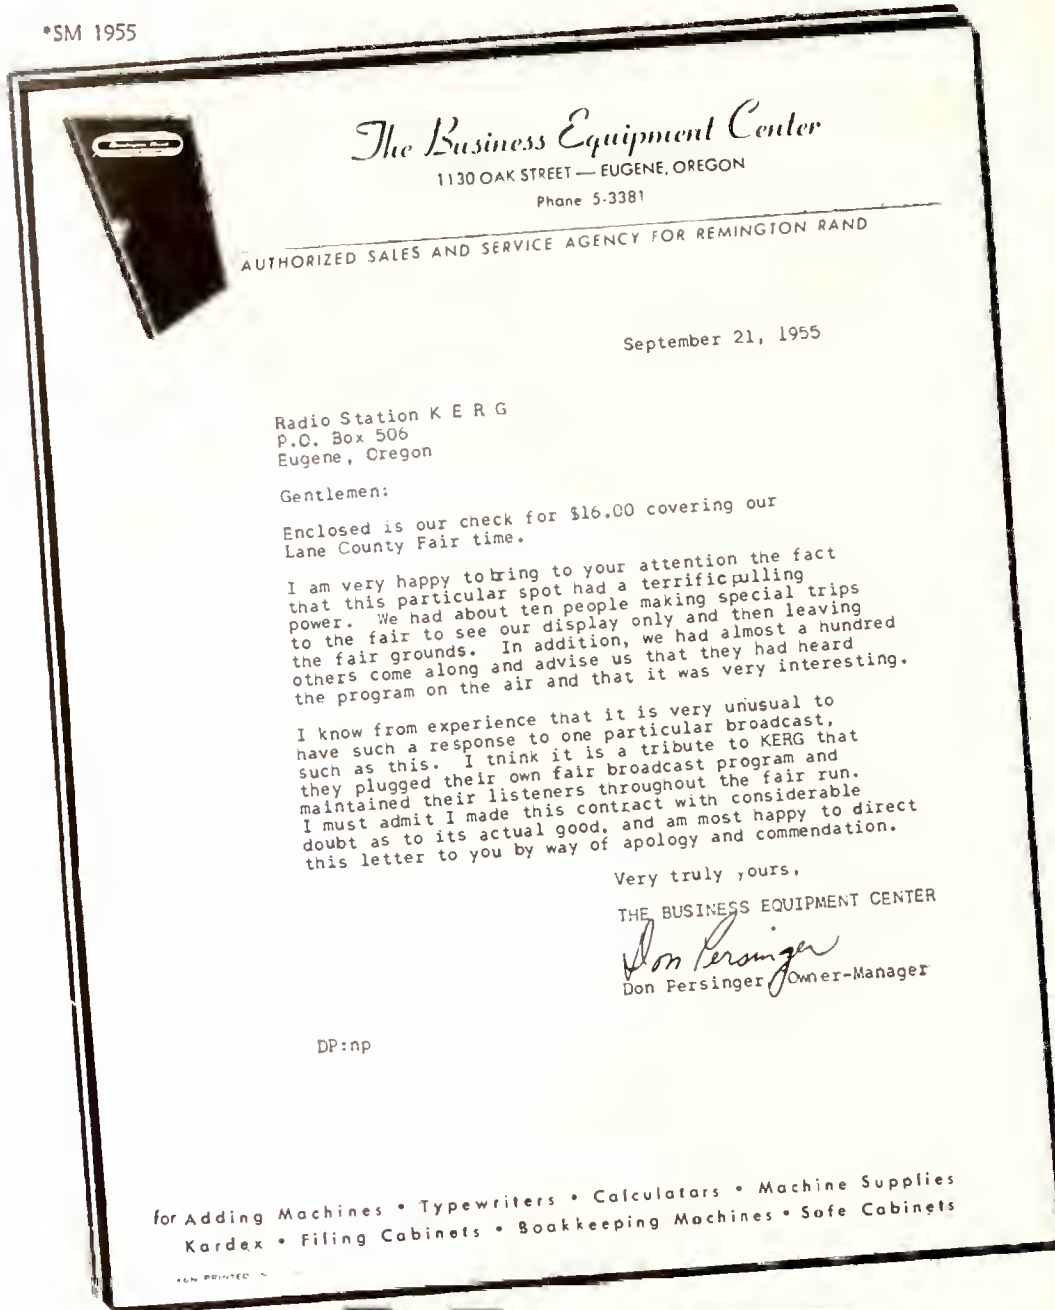 *SM 1955
The Business Equipment Center
1130 OAK STREET — EUGENE, OREGON
Phone 5-3381
AUTHORIZED SALES AND SERVICE AGENCY FOR REMINGTON RAND
September 21, 1955
Radio Station K E R G
P.O. Box 506
Eugene, Oregon
Gentlemen:
Enclosed is our check for $16.00 covering our
Lane County Fair time.
I am very happy to bring to your attention the fact
that this particular spot had a terrific pulling
power. We had about ten people making special trips
to the fair to see our display only and then leaving
the fair grounds. In addition, we had almost a hundred
others come along and advise us that they had heard
the program on the air and that it was very interesting.
I know from experience that it is very unusual to
have such a response to one particular broadcast,
such as this. I tnink it is a tribute to KERG that
they plugged their own fair broadcast program and
maintained their listeners throughout the fair run.
I must admit I made this contract with considerable
doubt as to its actual good, and am most happy to direct
this letter to you by way of apology and commendation.
Very truly yours,
THE BUSINESS EQUIPMENT CENTER
Don Persinger
Don Persinger, Owner-Manager
DP:np
for Adding Machines • Typewriters • Calculators • Machine Supplies
Kardex • Filing Cabinets • Bookkeeping Machines • Safe Cabinets
PRINTED